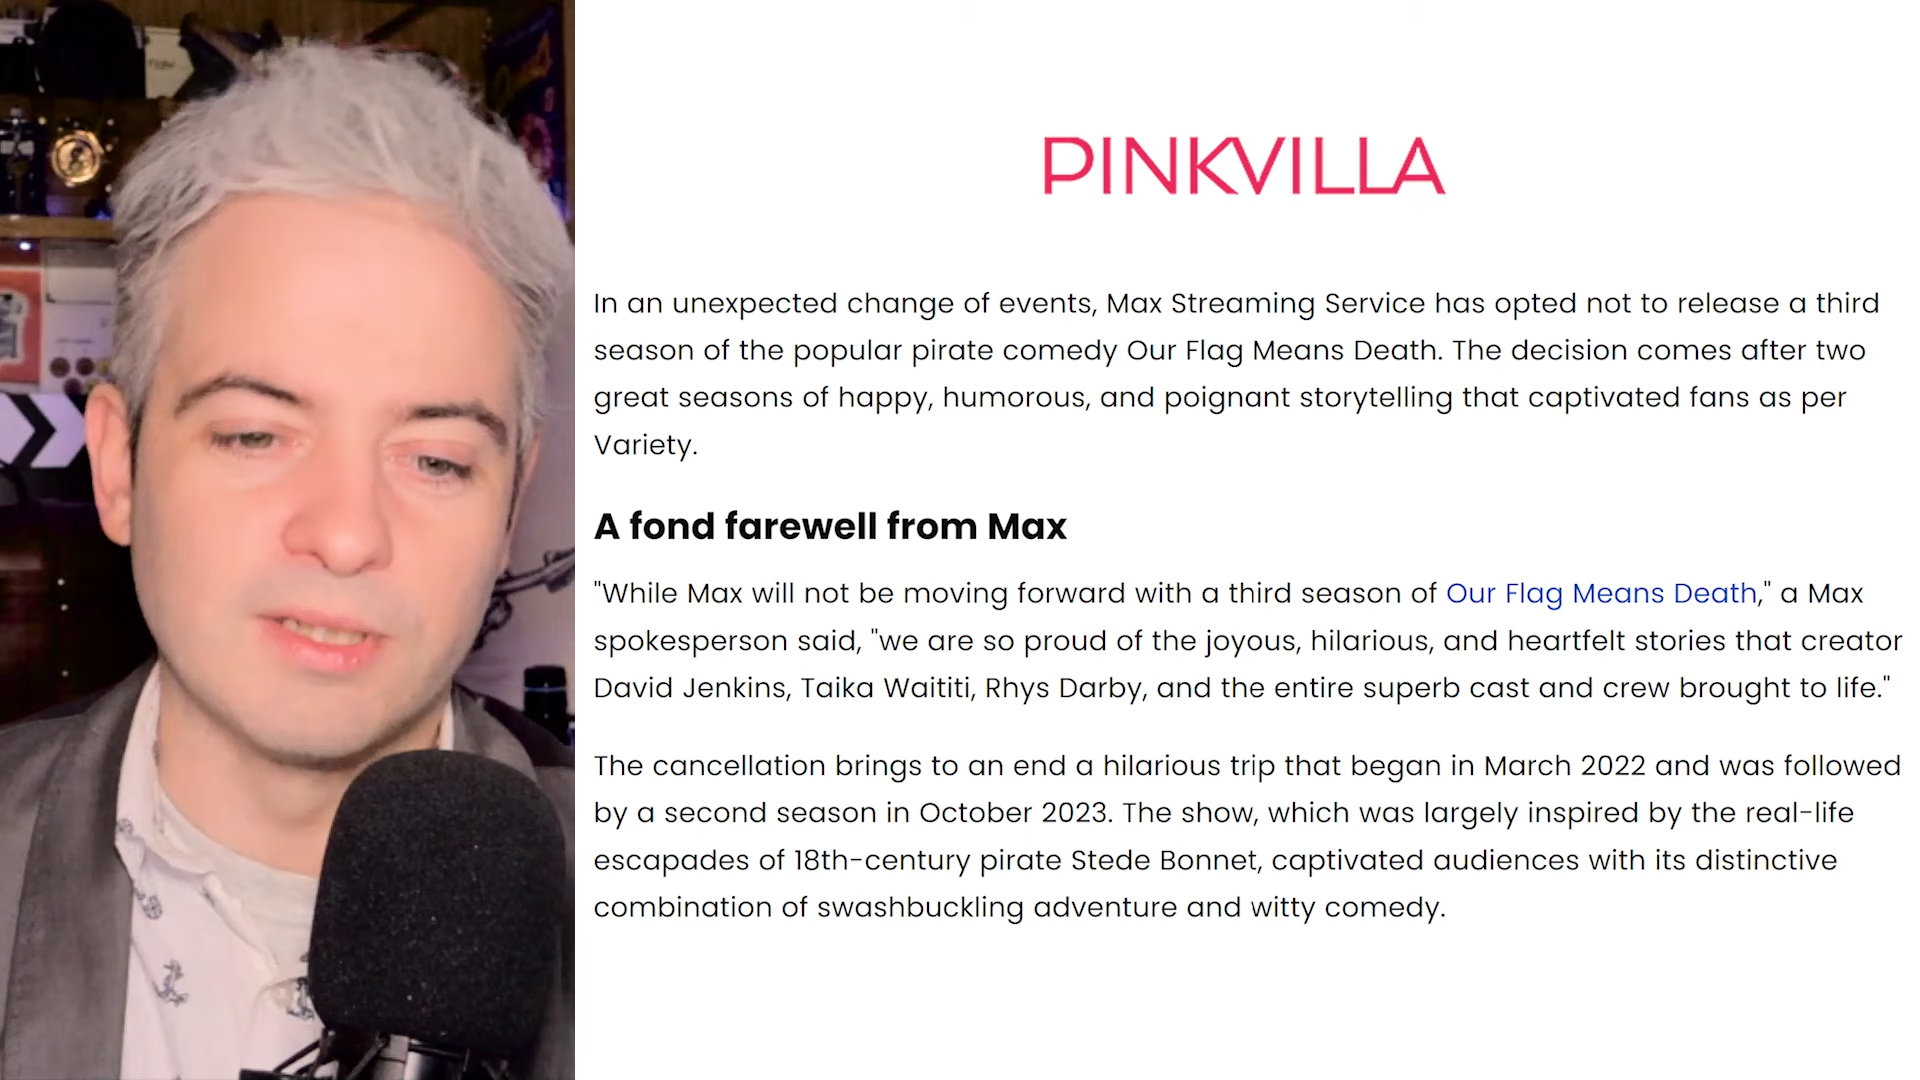 PINKVILLA
In an unexpected change of events, Max Streaming Service has opted not to release a third
season of the popular pirate comedy Our Flag Means Death. The decision comes after two
great seasons of happy, humorous, and poignant storytelling that captivated fans as per
Variety.
A fond farewell from Max
"While Max will not be moving forward with a third season of Our Flag Means Death," a Max
spokesperson said, "we are so proud of the joyous, hilarious, and heartfelt stories that creator
David Jenkins, Taika Waititi, Rhys Darby, and the entire superb cast and crew brought to life."
The cancellation brings to an end a hilarious trip that began in March 2022 and was followed
by a second season in October 2023. The show, which was largely inspired by the real-life
escapades of 18th-century pirate Stede Bonnet, captivated audiences with its distinctive
combination of swashbuckling adventure and witty comedy.